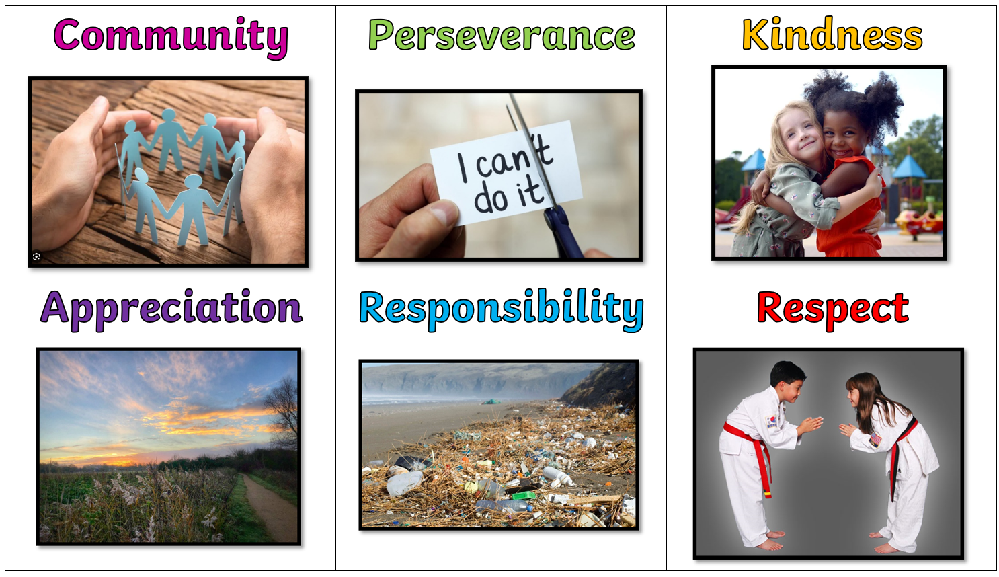 Community
Perseverance
Kindness
I can't
do it
Appreciation
Responsibility
Respect